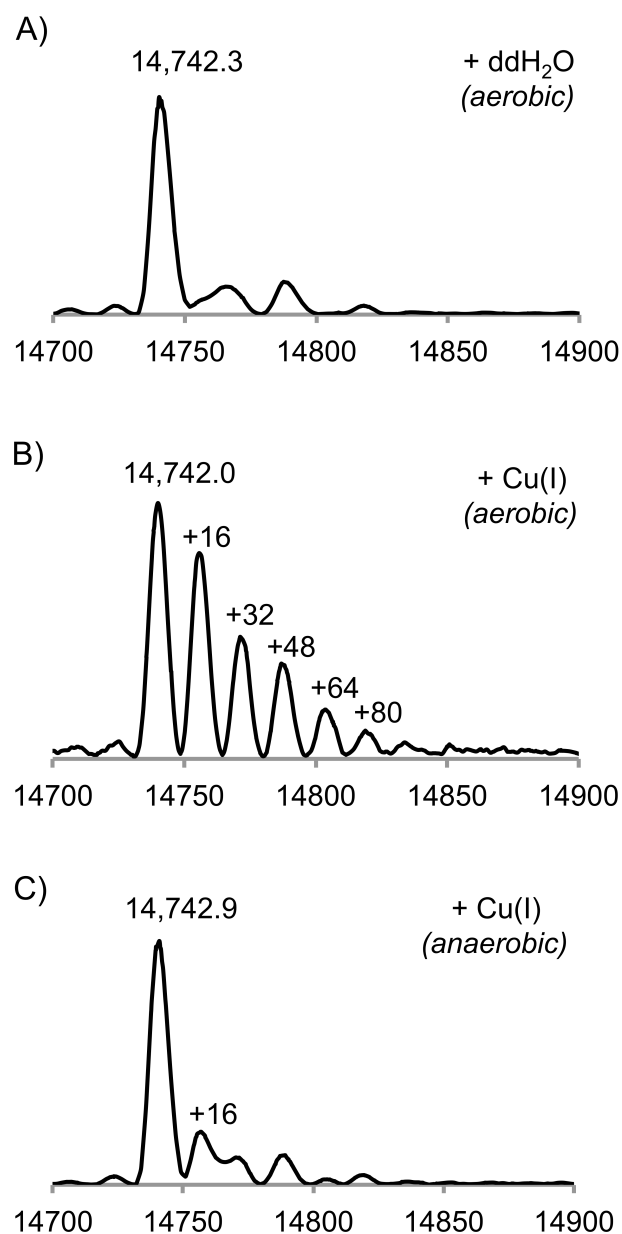 A)
14,742.3
+ ddH₂O
(aerobic)
14700 14750 14800 14850 14900
B)
14,742.0
+ Cu(I)
(aerobic)
+16
+32
+48
+64
+80
14700 14750 14800 14850 14900
C)
14,742.9
+ Cu(I)
(anaerobic)
+16
14700 14750 14800 14850 14900